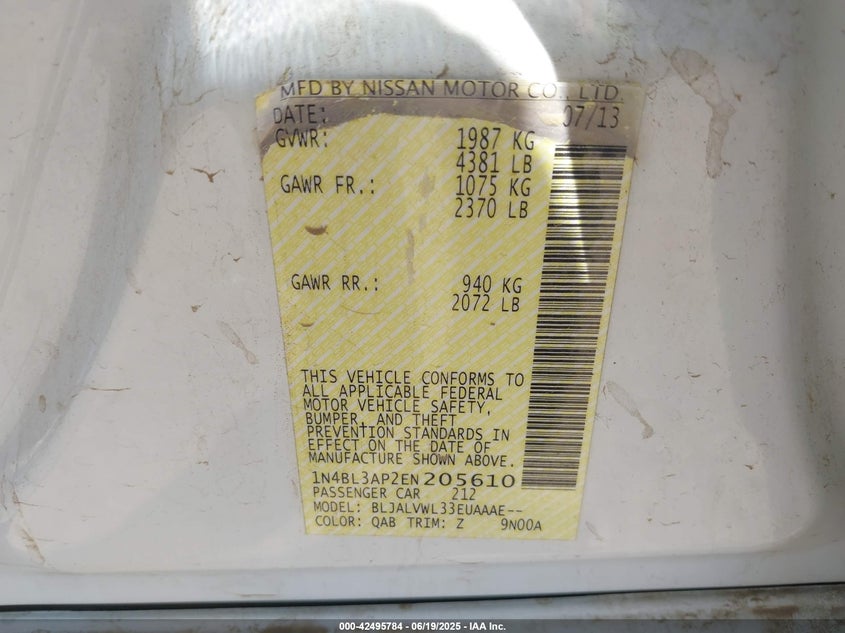 MFD BY NISSAN MOTOR CO., LTD.
DATE: 07/13
GVWR: 1987 KG
4381 LB
GAWR FR.: 1075 KG
2370 LB
GAWR RR.: 940 KG
2072 LB
THIS VEHICLE CONFORMS TO
ALL APPLICABLE FEDERAL
MOTOR VEHICLE SAFETY,
BUMPER, AND THEFT
PREVENTION STANDARDS IN
EFFECT ON THE DATE OF
MANUFACTURE SHOWN ABOVE.
1N4BL3AP2EN205610
PASSENGER CAR 212
MODEL: BLJALVWL33EUAAAE--
COLOR: QAB TRIM: Z 9N00A
000-42495784 - 06/19/2025 - IAA Inc.